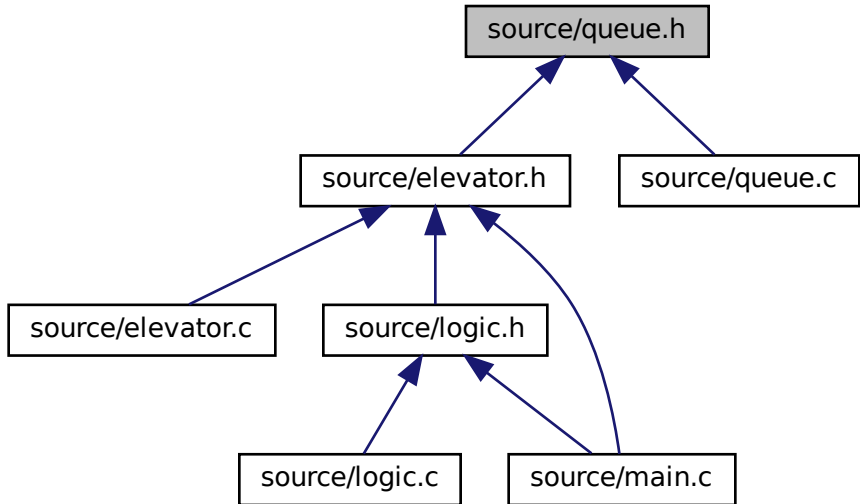 source/queue.h
source/elevator.h
source/queue.c
source/elevator.c
source/logic.h
source/logic.c
source/main.c